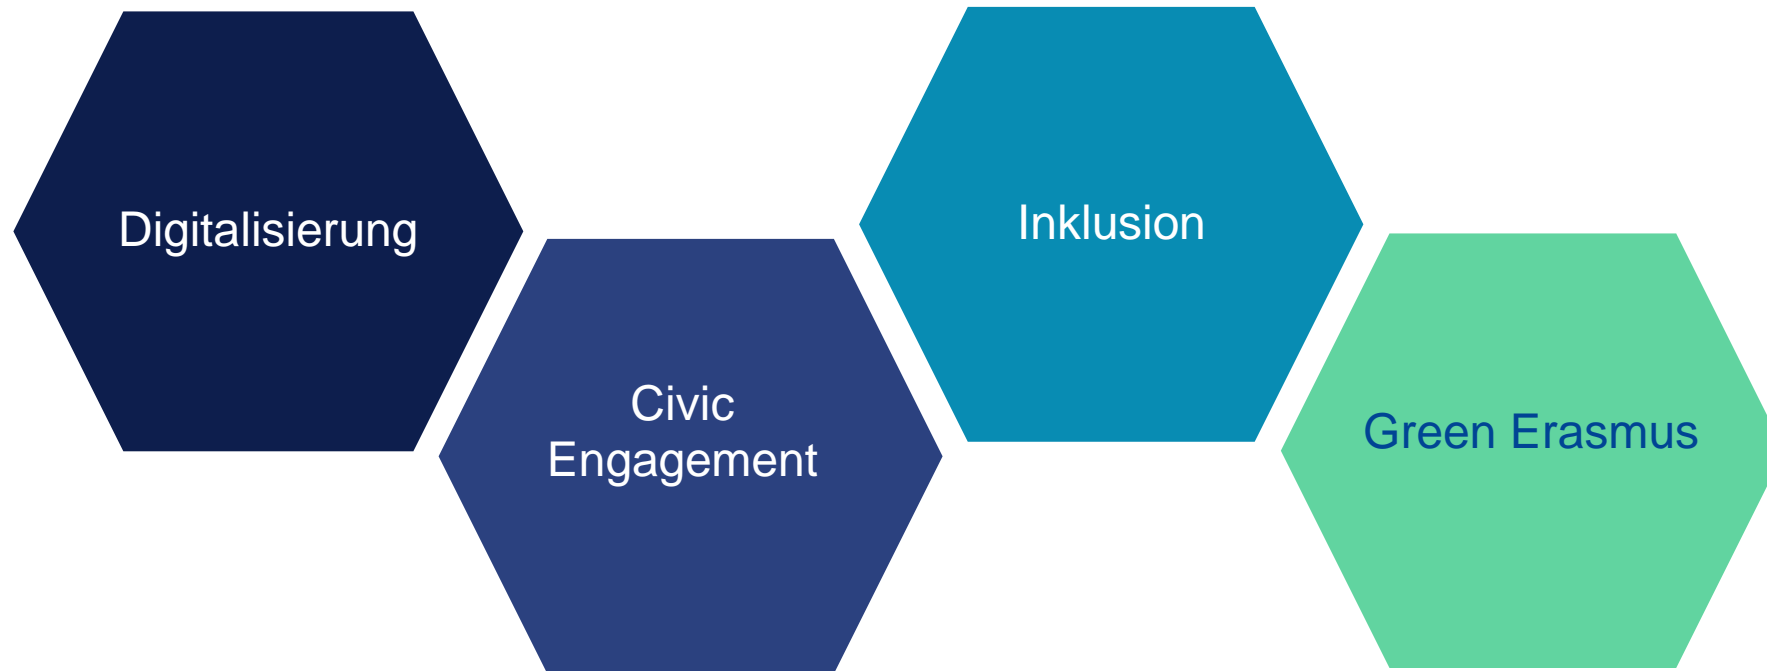 Digitalisierung
Civic
Engagement
Inklusion
Green Erasmus